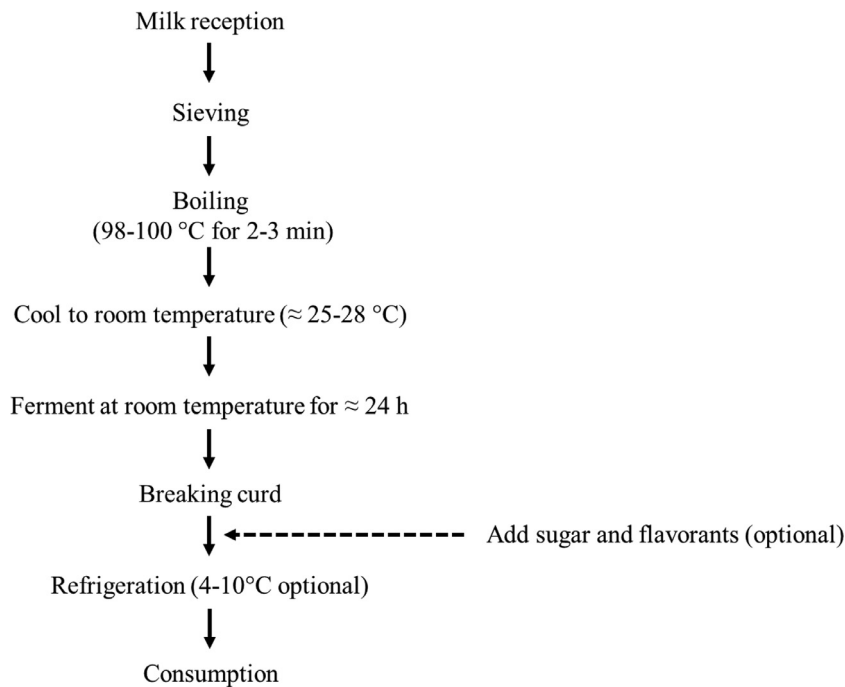 Milk reception
Sieving
Boiling
(98-100 °C for 2-3 min)
Cool to room temperature (≈ 25-28 °C)
Ferment at room temperature for ≈ 24 h
Breaking curd
Add sugar and flavorants (optional)
Refrigeration (4-10°C optional)
Consumption